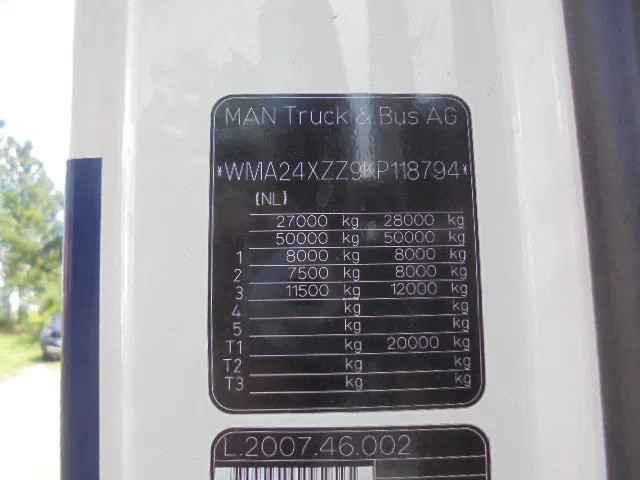 MAN Truck & Bus AG
*WMA24XZZ9KP118794*
(NL)
27000 kg 28000 kg
50000 kg 50000 kg
1 8000 kg 8000 kg
2 7500 kg 8000 kg
3 11500 kg 12000 kg
4 kg kg
5 kg kg
T1 kg 20000 kg
T2 kg kg
T3 kg kg
L.2007.46.002